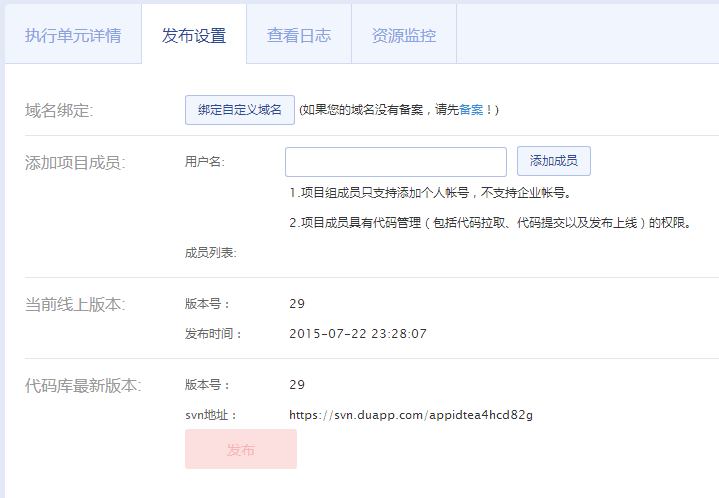 执行单元详情 发布设置 查看日志 资源监控
域名绑定: 绑定自定义域名 (如果您的域名没有备案，请先备案！)
添加项目成员: 用户名: 添加成员
1.项目组成员只支持添加个人帐号，不支持企业帐号。
2.项目成员具有代码管理（包括代码拉取、代码提交以及发布上线）的权限。
成员列表:
当前线上版本: 版本号： 29
发布时间： 2015-07-22 23:28:07
代码库最新版本: 版本号： 29
svn地址： https://svn.duapp.com/appidtea4hcd82g
发布